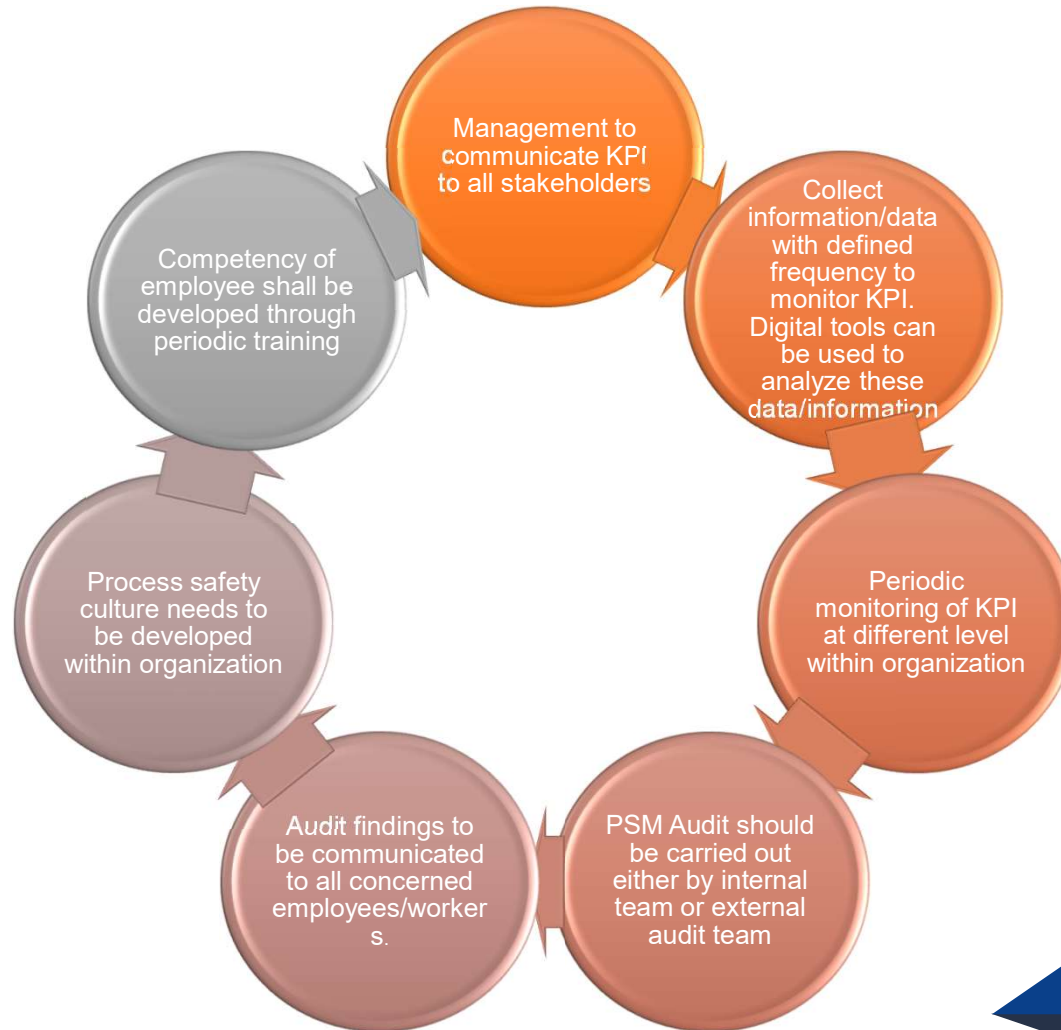 Management to
communicate KPI
to all stakeholders
Collect
information/data
with defined
frequency to
monitor KPI.
Digital tools can
be used to
analyze these
data/information
Periodic
monitoring of KPI
at different level
within organization
PSM Audit should
be carried out
either by internal
team or external
audit team
Audit findings to
be communicated
to all concerned
employees/worker
s.
Process safety
culture needs to
be developed
within organization
Competency of
employee shall be
developed through
periodic training